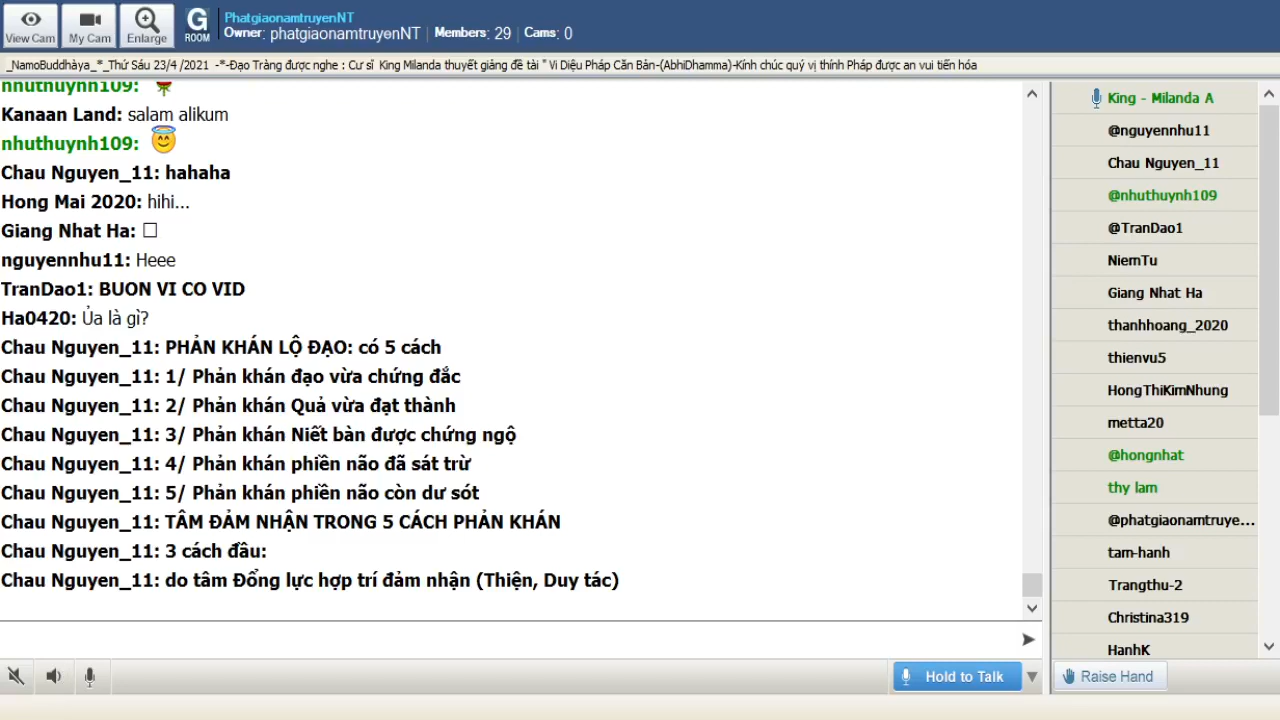 PhatgiaonamtruyenNT
Owner: phatgiaonamtruyenNT Members: 29 Cams: 0
View Cam
My Cam
Enlarge
G ROOM
_NamoBuddhàya_*_Thứ Sáu 23/4 /2021 -*-Đạo Tràng được nghe : Cư sĩ King Milanda thuyết giảng đề tài " Vi Diệu Pháp Căn Bản-(AbhiDhamma)-Kính chúc quý vị thính Pháp được an vui tiến hóa
nhuthuynh109:
Kanaan Land: salam alikum
nhuthuynh109:
Chau Nguyen_11: hahaha
Hong Mai 2020: hihi...
Giang Nhat Ha:
nguyennhu11: Heee
TranDao1: BUON VI CO VID
Ha0420: Ủa là gì?
Chau Nguyen_11: PHẢN KHÁN LỘ ĐẠO: có 5 cách
Chau Nguyen_11: 1/ Phản khán đạo vừa chứng đắc
Chau Nguyen_11: 2/ Phản khán Quả vừa đạt thành
Chau Nguyen_11: 3/ Phản khán Niết bàn được chứng ngộ
Chau Nguyen_11: 4/ Phản khán phiền não đã sát trừ
Chau Nguyen_11: 5/ Phản khán phiền não còn dư sót
Chau Nguyen_11: TÂM ĐẢM NHẬN TRONG 5 CÁCH PHẢN KHÁN
Chau Nguyen_11: 3 cách đầu:
Chau Nguyen_11: do tâm Đổng lực hợp trí đảm nhận (Thiện, Duy tác)
King - Milanda A
@nguyennhu11
Chau Nguyen_11
@nhuthuynh109
@TranDao1
NiemTu
Giang Nhat Ha
thanhhoang_2020
thienvu5
HongThiKimNhung
metta20
@hongnhat
thy lam
@phatgiaonamtruye...
tam-hanh
Trangthu-2
Christina319
HanhK
Hold to Talk
Raise Hand